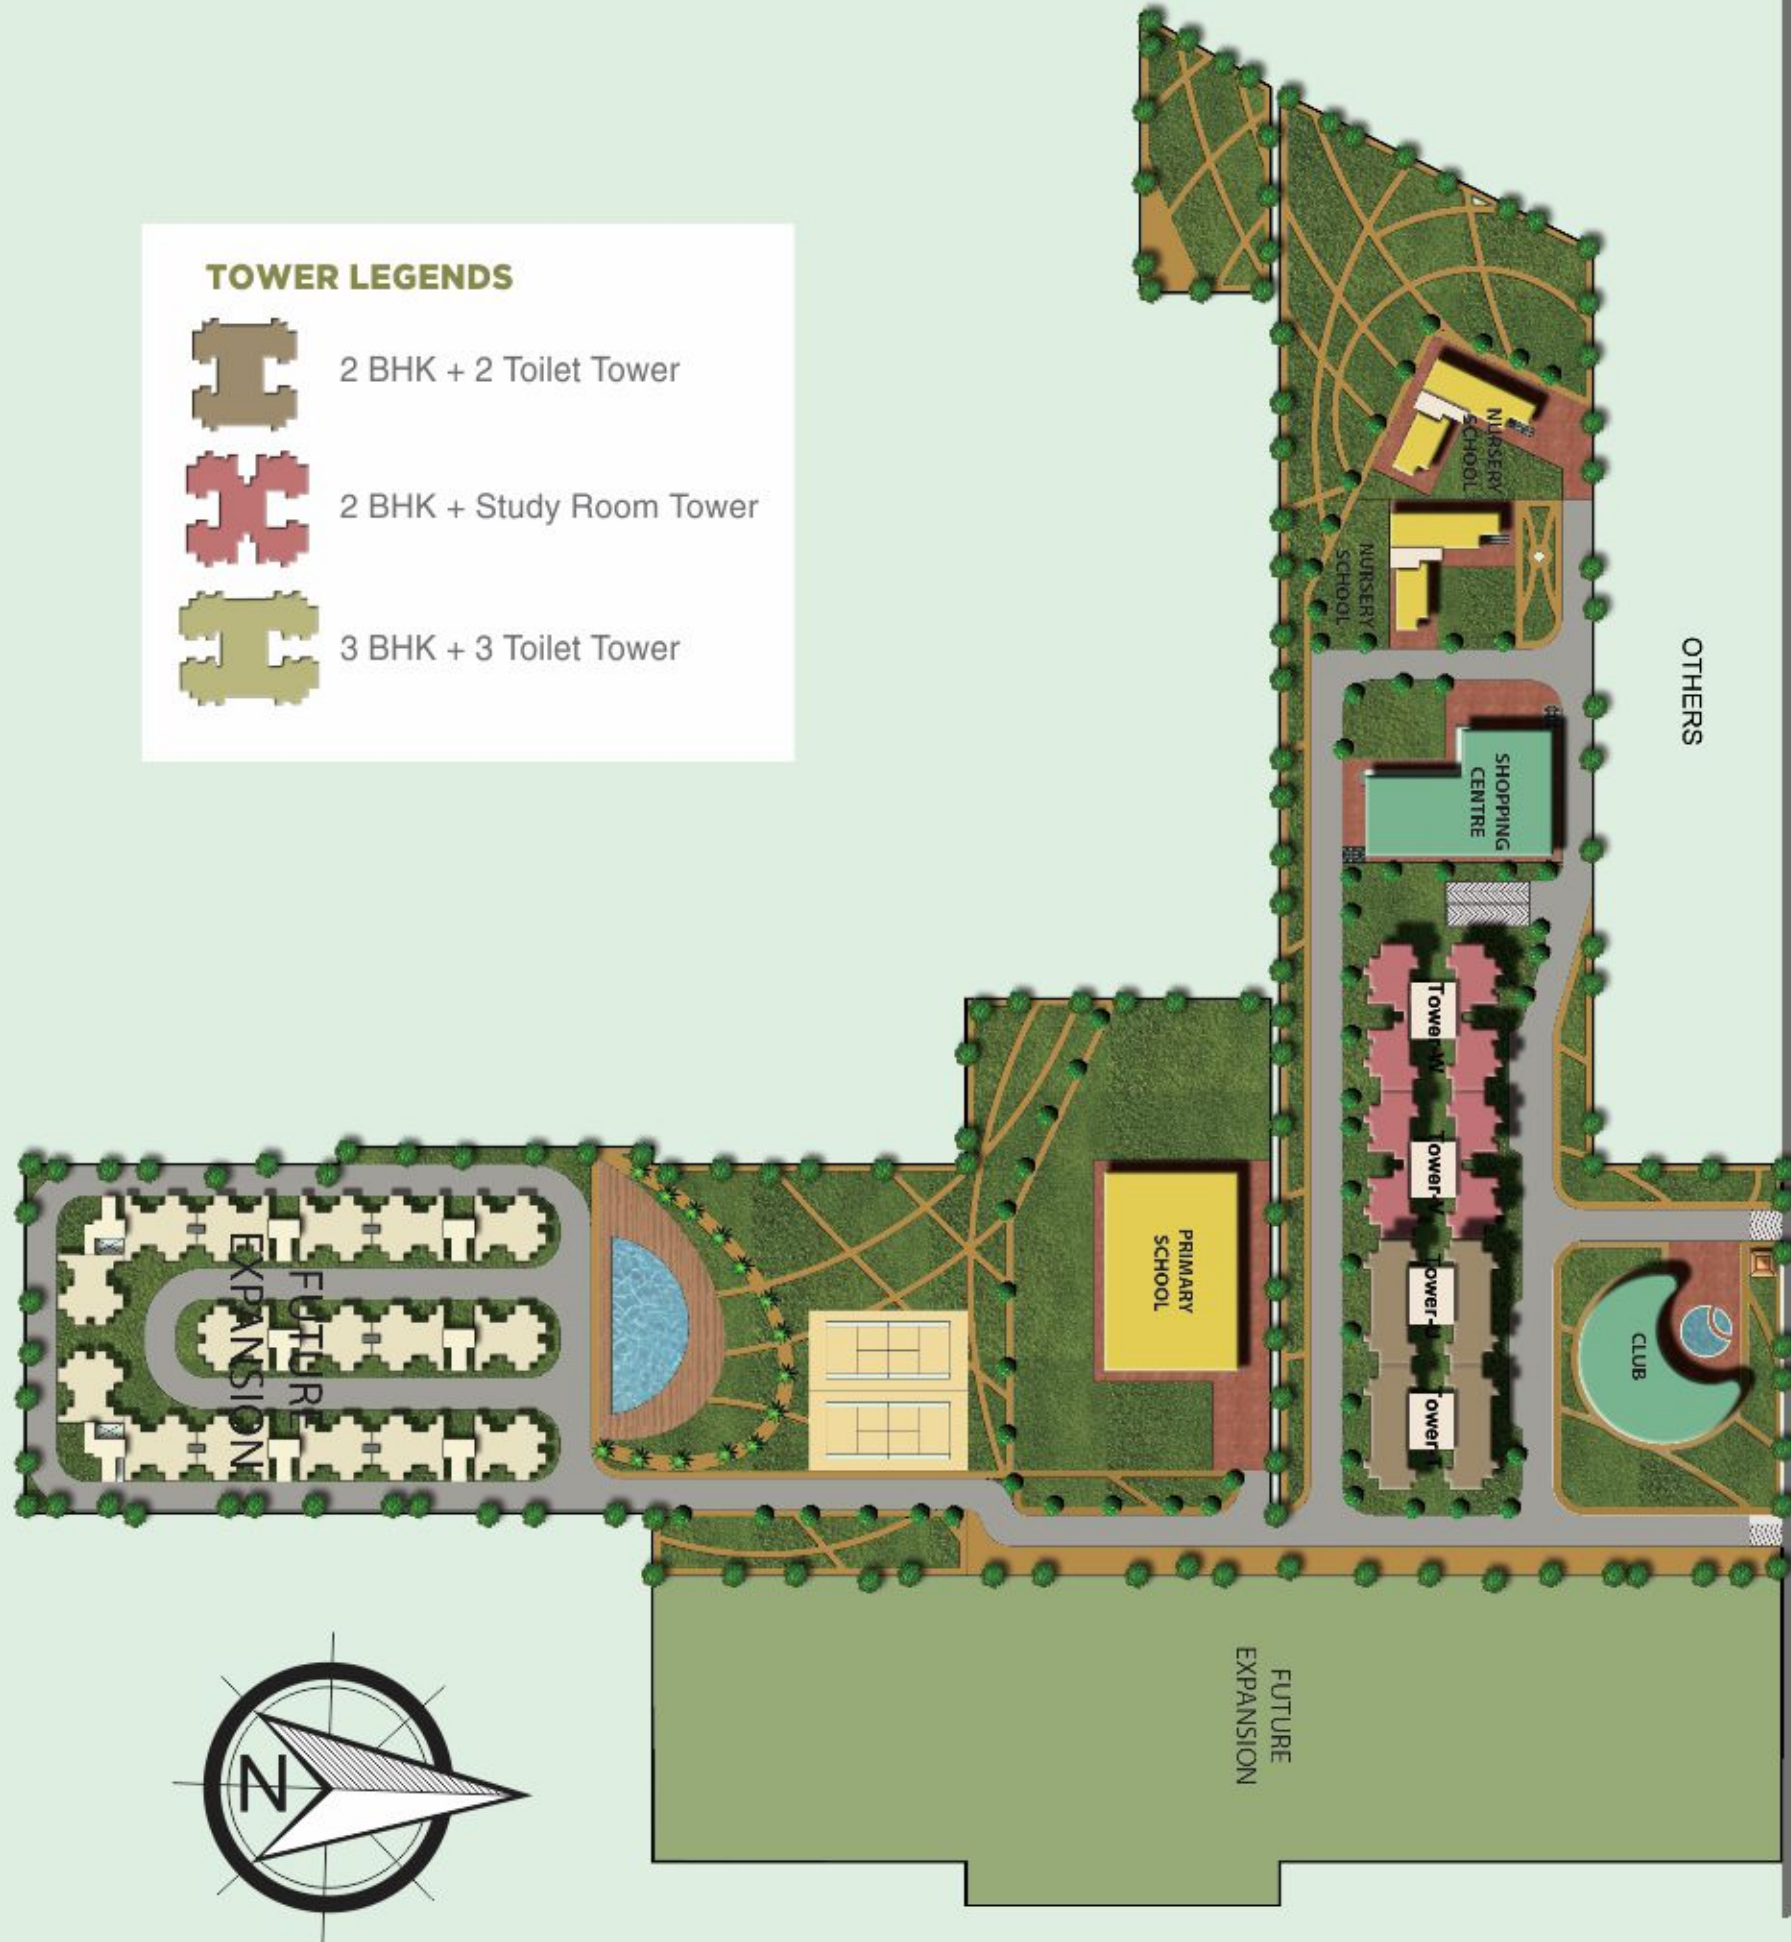 TOWER LEGENDS
2 BHK + 2 Toilet Tower
2 BHK + Study Room Tower
3 BHK + 3 Toilet Tower
NURSERY
SCHOOL
NURSERY
SCHOOL
OTHERS
SHOPPING
CENTRE
Tower-W
Tower-V
Tower-U
PRIMARY
SCHOOL
CLUB
FUTURE
EXPANSION
FUTURE
EXPANSION
N